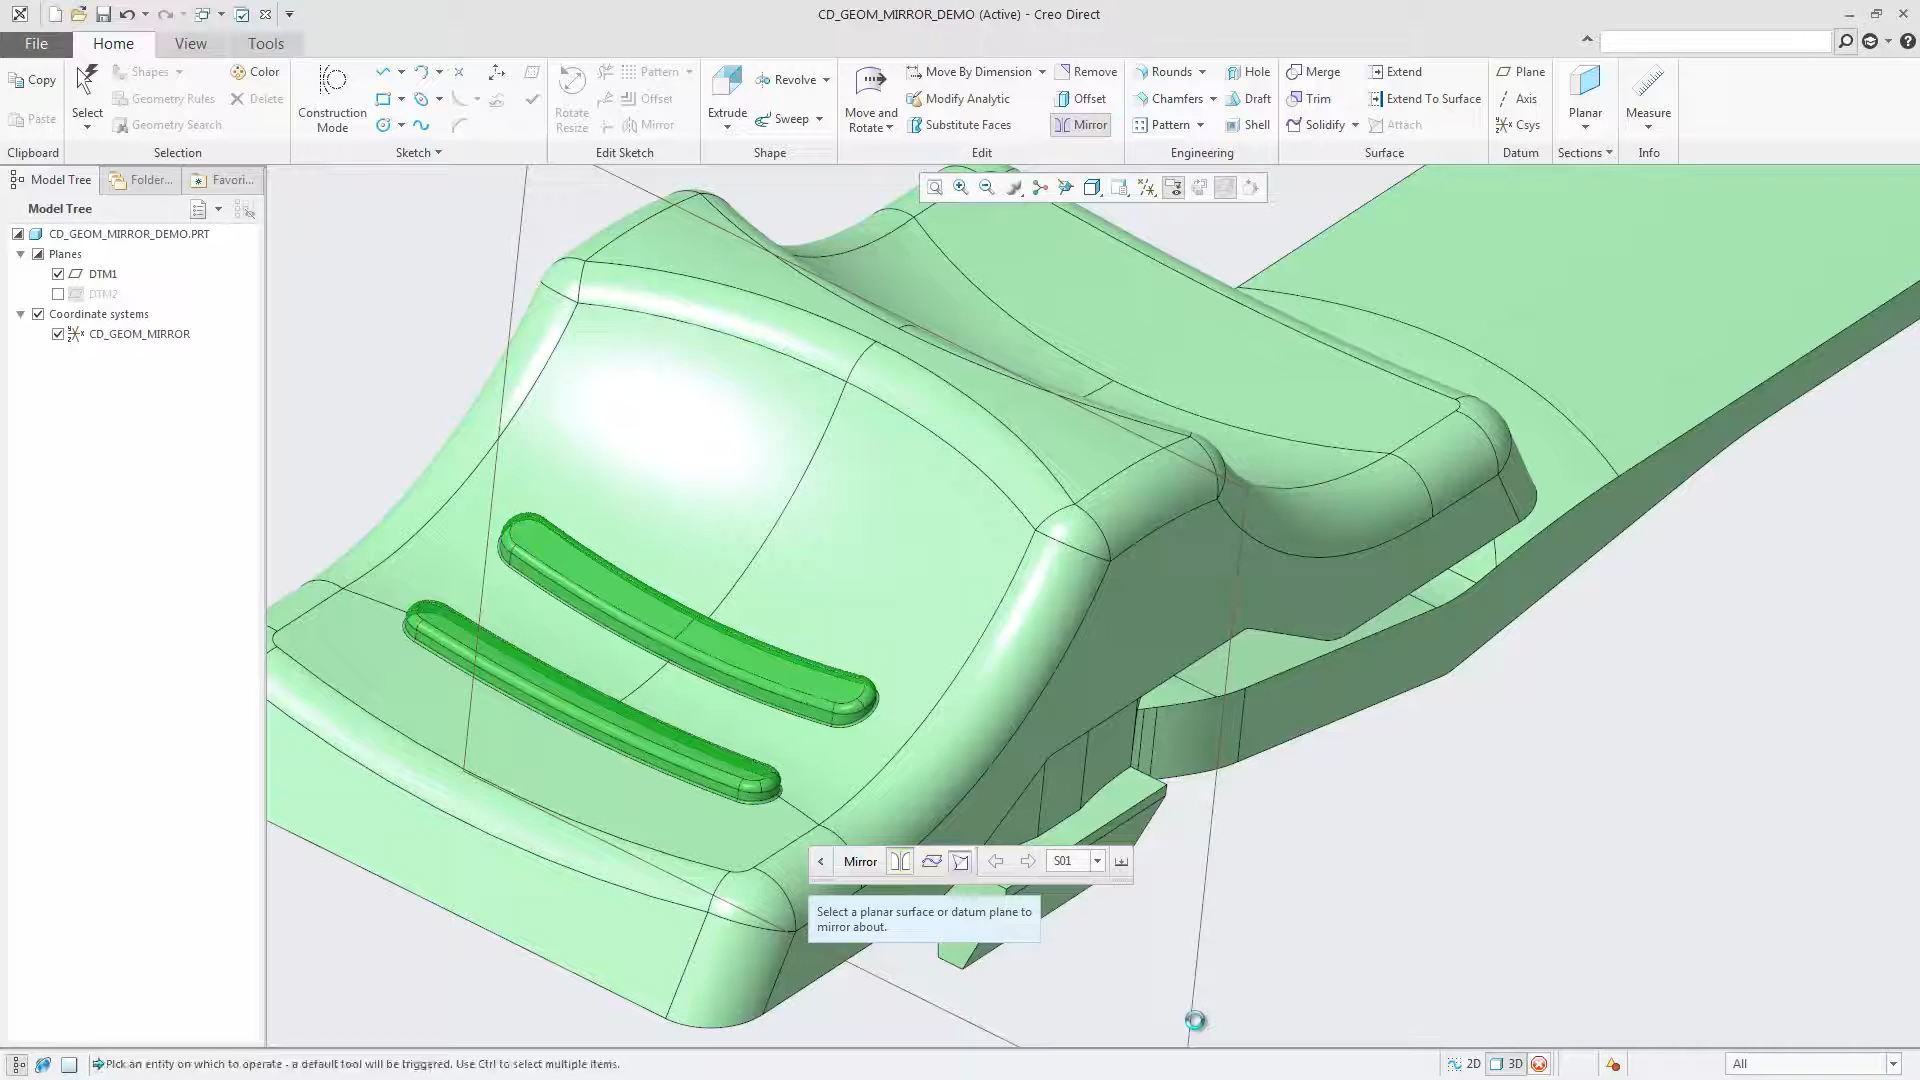 CD_GEOM_MIRROR_DEMO (Active) - Creo Direct
File Home View Tools
Copy
Paste
Clipboard
Select
Shapes
Geometry Rules
Geometry Search
Color
Delete
Selection
Construction
Mode
Sketch
Rotate
Resize
Pattern
Offset
Mirror
Edit Sketch
Extrude
Revolve
Sweep
Shape
Move and
Rotate
Move By Dimension
Modify Analytic
Substitute Faces
Remove
Offset
Mirror
Edit
Rounds
Chamfers
Pattern
Hole
Draft
Shell
Engineering
Merge
Trim
Solidify
Extend
Extend To Surface
Attach
Surface
Plane
Axis
Csys
Datum
Planar
Sections
Measure
Info
Model Tree Folder... Favori...
Model Tree
CD_GEOM_MIRROR_DEMO.PRT
Planes
DTM1
DTM2
Coordinate systems
CD_GEOM_MIRROR
Mirror
S01
Select a planar surface or datum plane to
mirror about.
Pick an entity on which to operate - a default tool will be triggered. Use Ctrl to select multiple items.
2D 3D
All